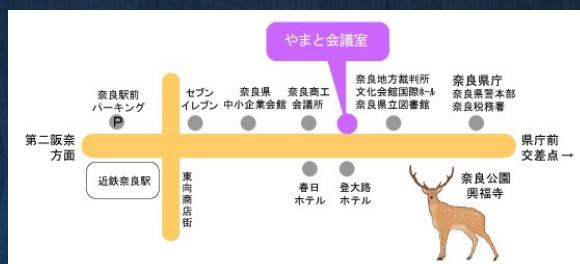 やまと会議室
奈良駅前
パーキング
P
セブン
イレブン
奈良県
中小企業会館
奈良商工
会議所
奈良地方裁判所
文化会館国際ホール
奈良県立図書館
奈良県庁
奈良県警本部
奈良税務署
第二阪奈
方面
県庁前
交差点→
近鉄奈良駅
東向商店街
春日
ホテル
登大路
ホテル
奈良公園
興福寺